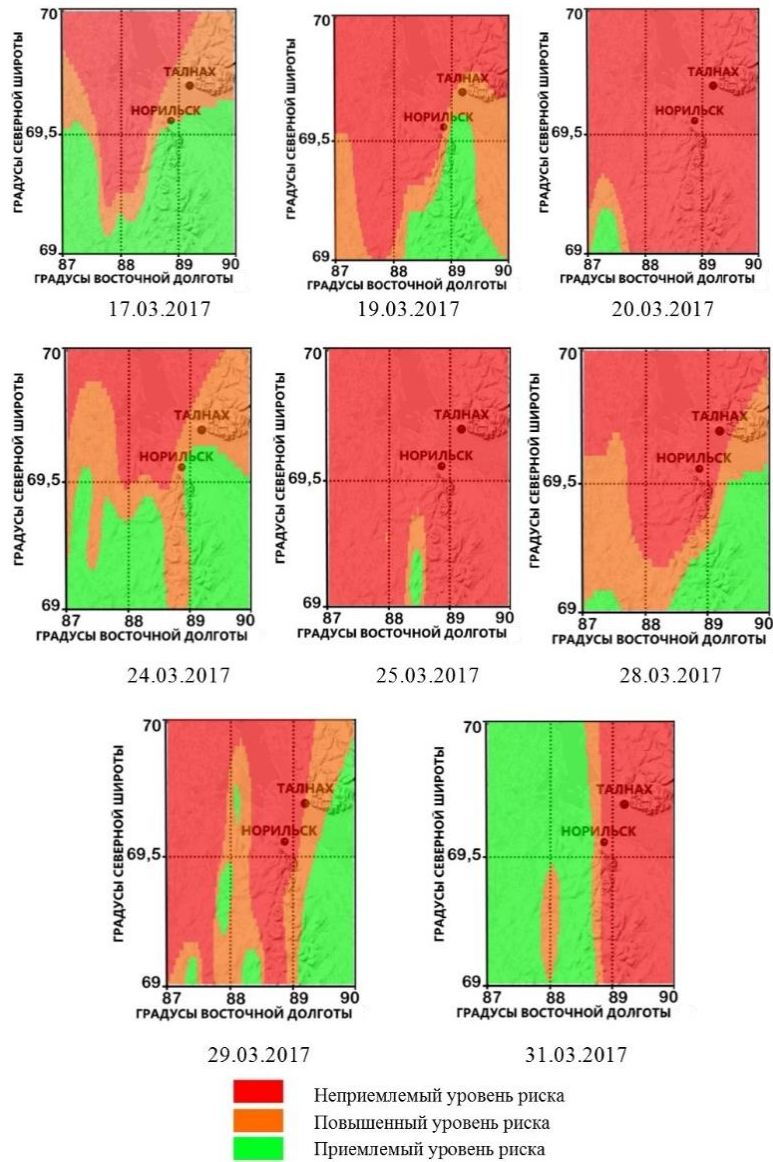 70
ГРАДУСЫ СЕВЕРНОЙ ШИРОТЫ
ТАЛНАХ
НОРИЛЬСК
69,5
69
87 88 89 90
ГРАДУСЫ ВОСТОЧНОЙ ДОЛГОТЫ
17.03.2017
70
ГРАДУСЫ СЕВЕРНОЙ ШИРОТЫ
ТАЛНАХ
НОРИЛЬСК
69,5
69
87 88 89 90
ГРАДУСЫ ВОСТОЧНОЙ ДОЛГОТЫ
19.03.2017
70
ГРАДУСЫ СЕВЕРНОЙ ШИРОТЫ
ТАЛНАХ
НОРИЛЬСК
69,5
69
87 88 89 90
ГРАДУСЫ ВОСТОЧНОЙ ДОЛГОТЫ
20.03.2017
70
ГРАДУСЫ СЕВЕРНОЙ ШИРОТЫ
ТАЛНАХ
НОРИЛЬСК
69,5
69
87 88 89 90
ГРАДУСЫ ВОСТОЧНОЙ ДОЛГОТЫ
24.03.2017
70
ГРАДУСЫ СЕВЕРНОЙ ШИРОТЫ
ТАЛНАХ
НОРИЛЬСК
69,5
69
87 88 89 90
ГРАДУСЫ ВОСТОЧНОЙ ДОЛГОТЫ
25.03.2017
70
ГРАДУСЫ СЕВЕРНОЙ ШИРОТЫ
ТАЛНАХ
НОРИЛЬСК
69,5
69
87 88 89 90
ГРАДУСЫ ВОСТОЧНОЙ ДОЛГОТЫ
28.03.2017
70
ГРАДУСЫ СЕВЕРНОЙ ШИРОТЫ
ТАЛНАХ
НОРИЛЬСК
69,5
69
87 88 89 90
ГРАДУСЫ ВОСТОЧНОЙ ДОЛГОТЫ
29.03.2017
70
ГРАДУСЫ СЕВЕРНОЙ ШИРОТЫ
ТАЛНАХ
НОРИЛЬСК
69,5
69
87 88 89 90
ГРАДУСЫ ВОСТОЧНОЙ ДОЛГОТЫ
31.03.2017
Неприемлемый уровень риска
Повышенный уровень риска
Приемлемый уровень риска